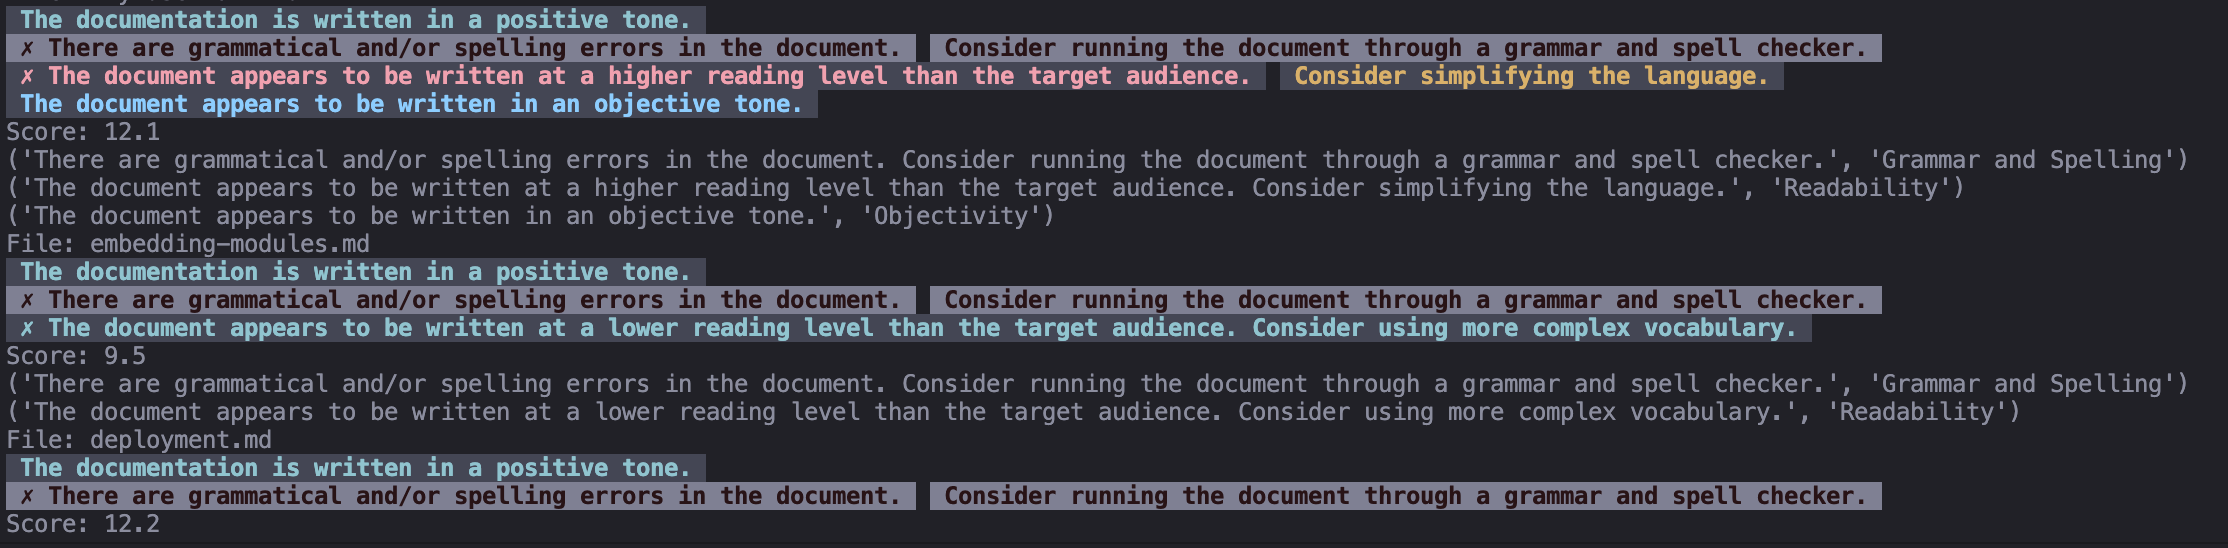 The documentation is written in a positive tone.
✗ There are grammatical and/or spelling errors in the document. Consider running the document through a grammar and spell checker.
✗ The document appears to be written at a higher reading level than the target audience. Consider simplifying the language.
The document appears to be written in an objective tone.
Score: 12.1
('There are grammatical and/or spelling errors in the document. Consider running the document through a grammar and spell checker.', 'Grammar and Spelling')
('The document appears to be written at a higher reading level than the target audience. Consider simplifying the language.', 'Readability')
('The document appears to be written in an objective tone.', 'Objectivity')
File: embedding-modules.md
The documentation is written in a positive tone.
✗ There are grammatical and/or spelling errors in the document. Consider running the document through a grammar and spell checker.
✗ The document appears to be written at a lower reading level than the target audience. Consider using more complex vocabulary.
Score: 9.5
('There are grammatical and/or spelling errors in the document. Consider running the document through a grammar and spell checker.', 'Grammar and Spelling')
('The document appears to be written at a lower reading level than the target audience. Consider using more complex vocabulary.', 'Readability')
File: deployment.md
The documentation is written in a positive tone.
✗ There are grammatical and/or spelling errors in the document. Consider running the document through a grammar and spell checker.
Score: 12.2